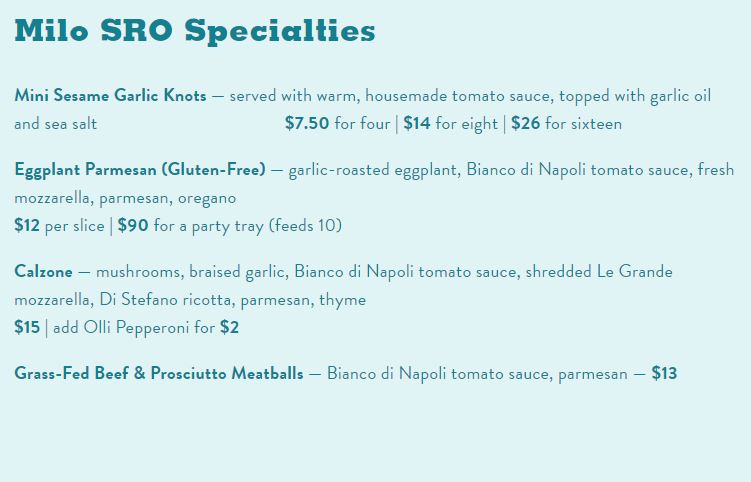 Milo SRO Specialties
Mini Sesame Garlic Knots — served with warm, housemade tomato sauce, topped with garlic oil
and sea salt $7.50 for four | $14 for eight | $26 for sixteen
Eggplant Parmesan (Gluten-Free) — garlic-roasted eggplant, Bianco di Napoli tomato sauce, fresh
mozzarella, parmesan, oregano
$12 per slice | $90 for a party tray (feeds 10)
Calzone — mushrooms, braised garlic, Bianco di Napoli tomato sauce, shredded Le Grande
mozzarella, Di Stefano ricotta, parmesan, thyme
$15 | add Olli Pepperoni for $2
Grass-Fed Beef & Prosciutto Meatballs — Bianco di Napoli tomato sauce, parmesan — $13